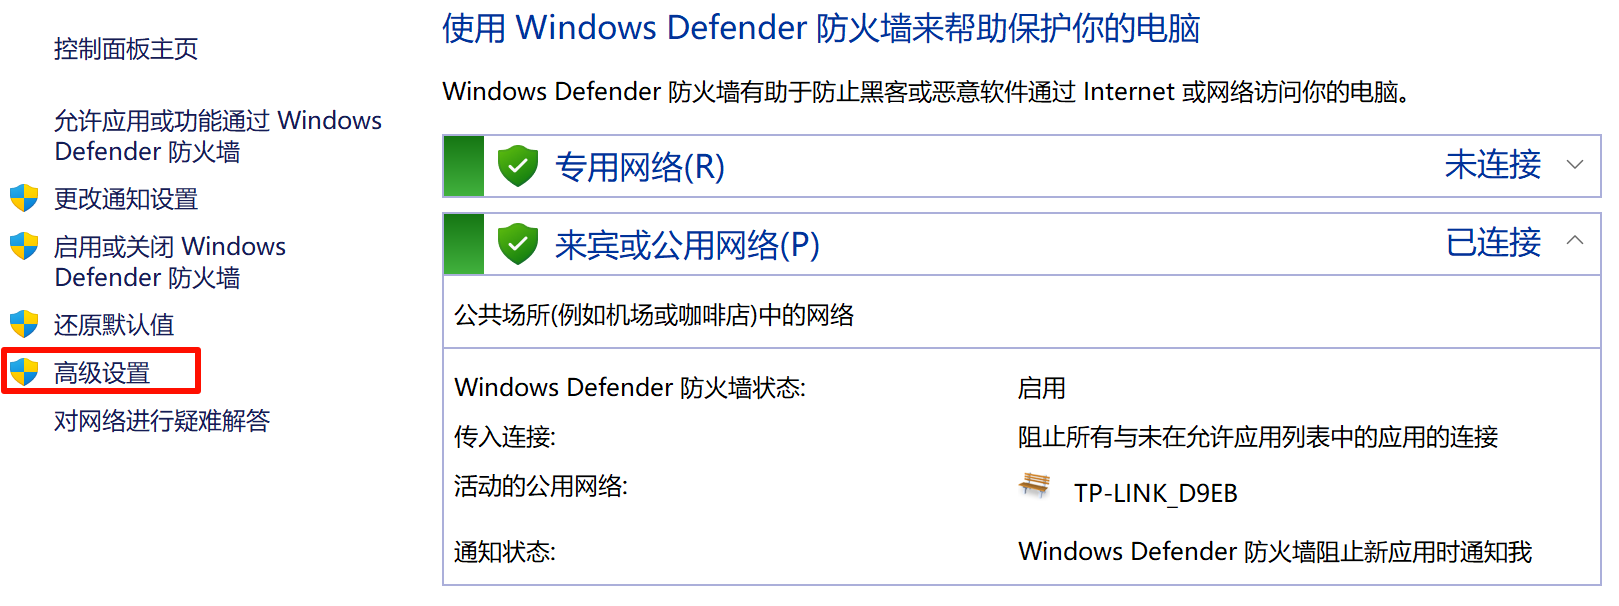 控制面板主页
允许应用或功能通过 Windows
Defender 防火墙
更改通知设置
启用或关闭 Windows
Defender 防火墙
还原默认值
高级设置
对网络进行疑难解答
使用 Windows Defender 防火墙来帮助保护你的电脑
Windows Defender 防火墙有助于防止黑客或恶意软件通过 Internet 或网络访问你的电脑。
专用网络(R) 未连接
来宾或公用网络(P) 已连接
公共场所(例如机场或咖啡店)中的网络
Windows Defender 防火墙状态: 启用
传入连接: 阻止所有与未在允许应用列表中的应用的连接
活动的公用网络: TP-LINK_D9EB
通知状态: Windows Defender 防火墙阻止新应用时通知我